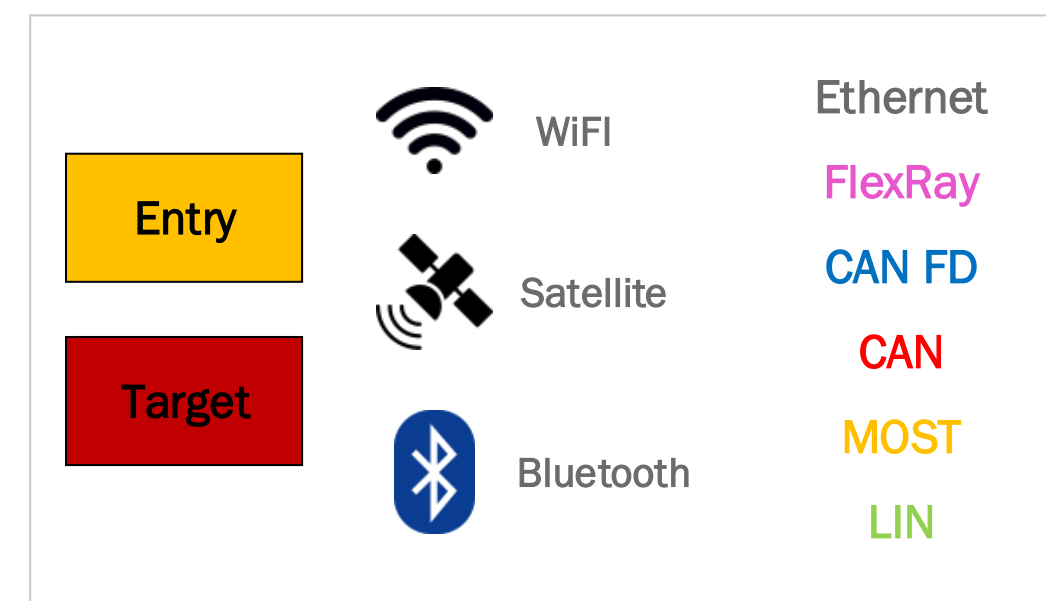 Entry
Target
WiFI
Satellite
Bluetooth
Ethernet
FlexRay
CAN FD
CAN
MOST
LIN